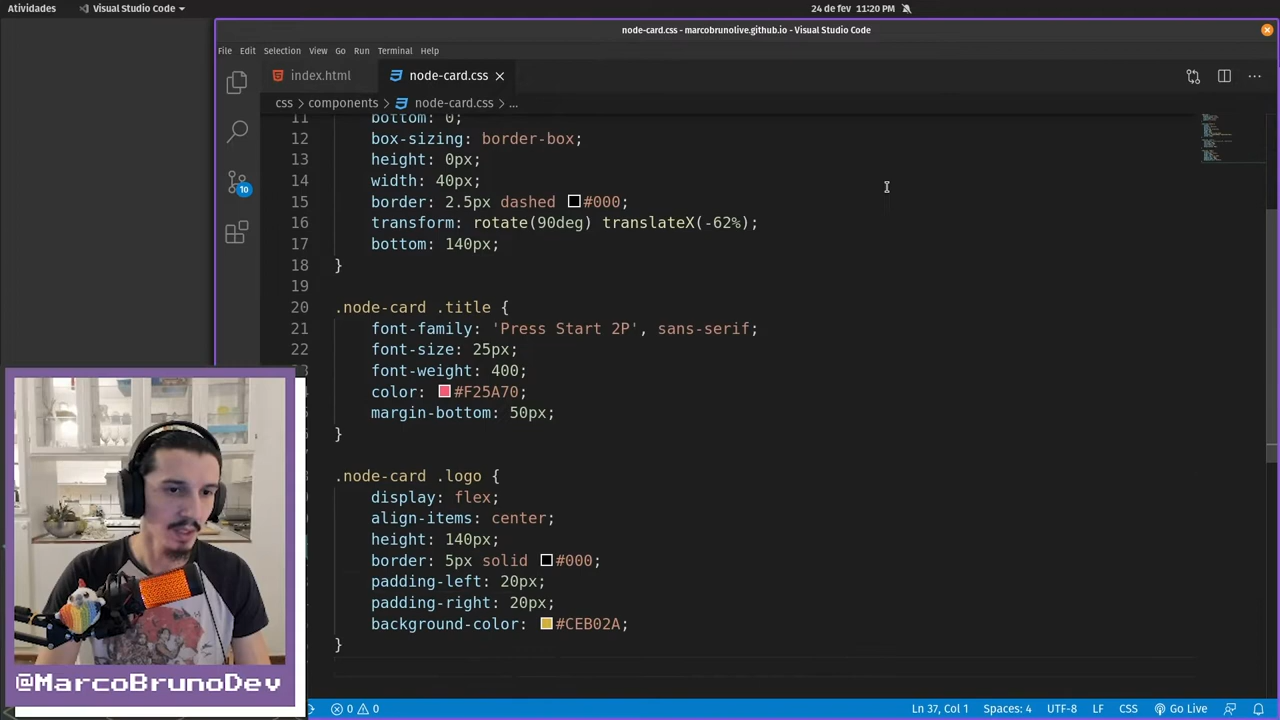 Atividades
Visual Studio Code
24 de fev 11:20 PM
node-card.css - marcobrunolive.github.io - Visual Studio Code
File Edit Selection View Go Run Terminal Help
index.html
node-card.css
css > components > node-card.css > ...
11 bottom: 0;
12 box-sizing: border-box;
13 height: 0px;
14 width: 40px;
15 border: 2.5px dashed #000;
16 transform: rotate(90deg) translateX(-62%);
17 bottom: 140px;
18 }
19
20 .node-card .title {
21 font-family: 'Press Start 2P', sans-serif;
22 font-size: 25px;
font-weight: 400;
color: #F25A70;
margin-bottom: 50px;
}
.node-card .logo {
display: flex;
align-items: center;
height: 140px;
border: 5px solid #000;
padding-left: 20px;
padding-right: 20px;
background-color: #CEB02A;
}
10
@MarcoBrunoDev
0 0
Ln 37, Col 1 Spaces: 4 UTF-8 LF CSS Go Live